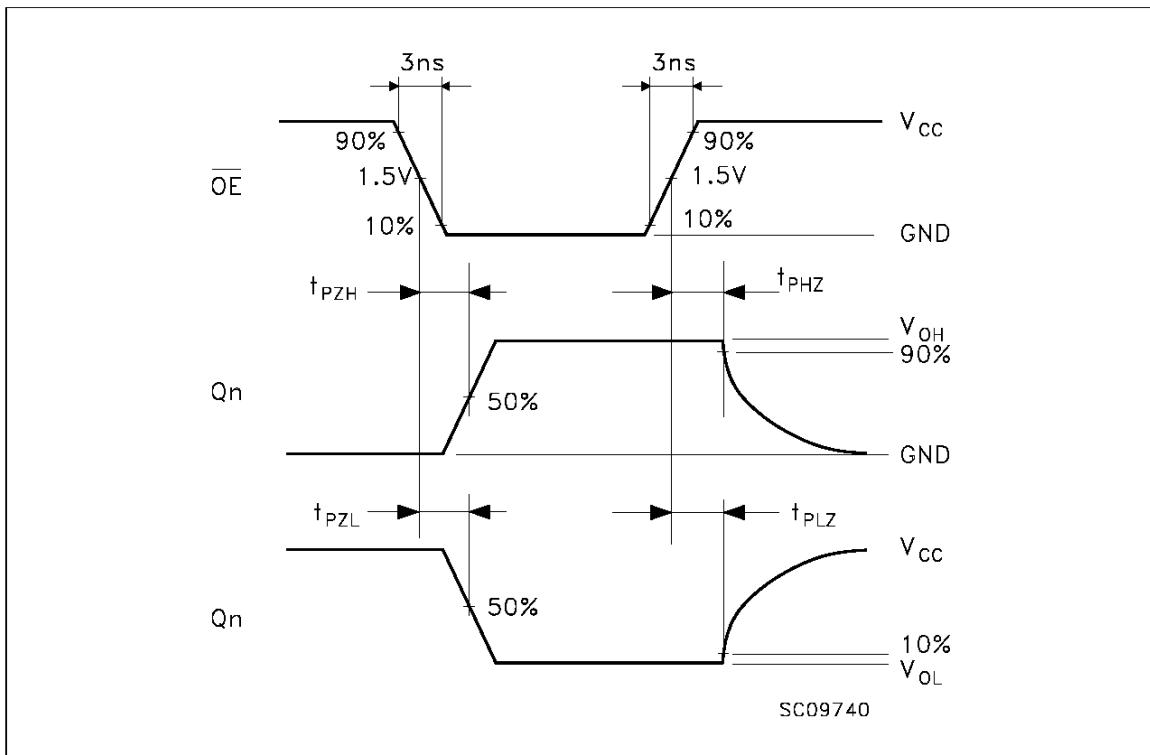 3ns 3ns
V_CC
90% 90%
O̅E̅ 1.5V 1.5V
10% 10%
GND
t_PZH t_PHZ
V_OH
90%
Qn 50%
GND
t_PZL t_PLZ
V_CC
Qn 50%
10%
V_OL
SC09740